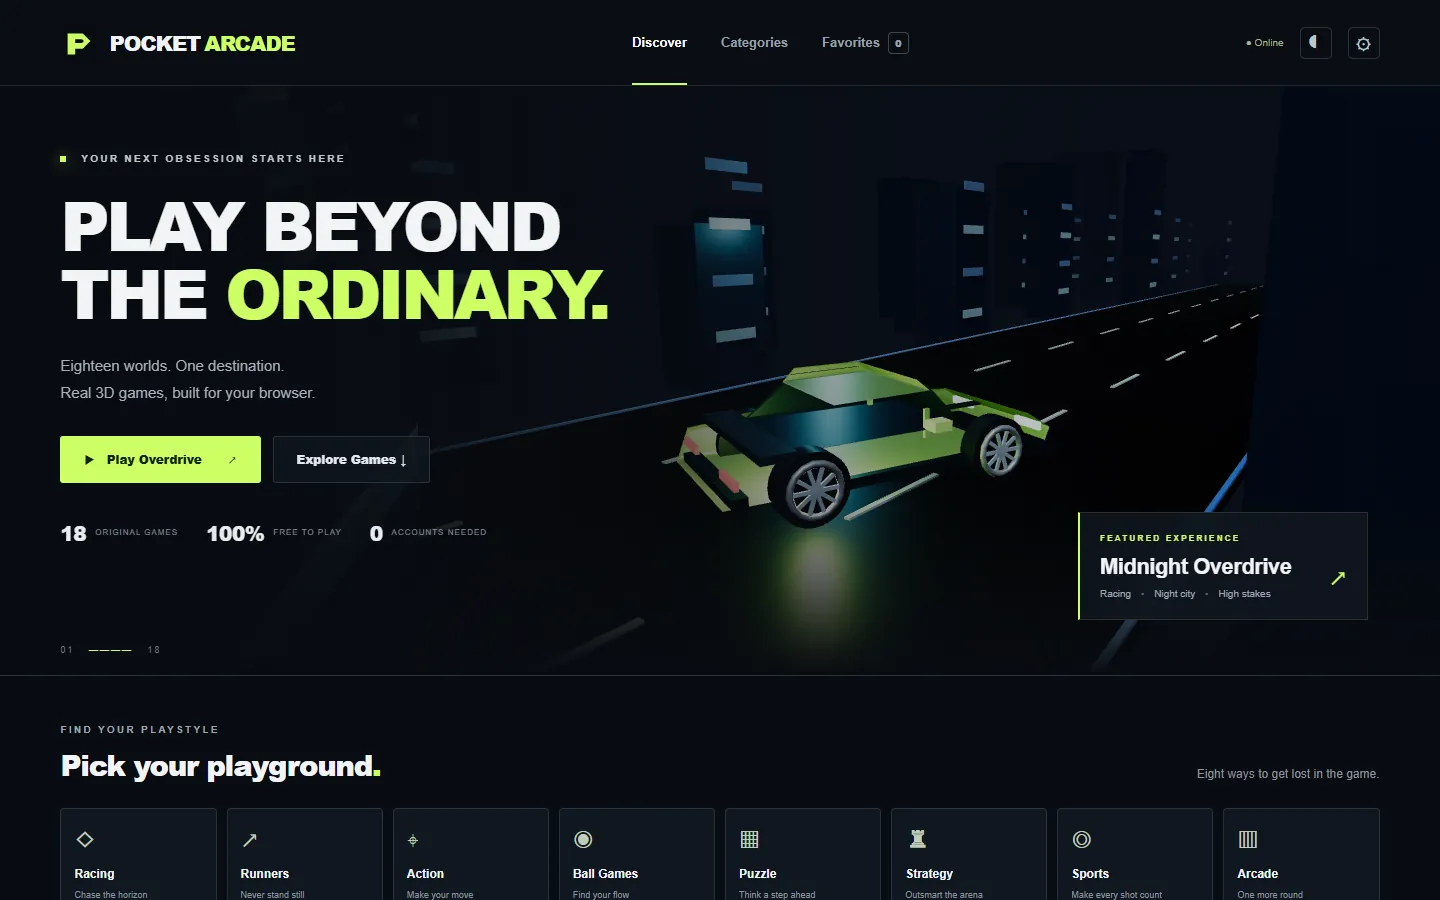 POCKET ARCADE
Discover
Categories
Favorites 0
Online
YOUR NEXT OBSESSION STARTS HERE
PLAY BEYOND
THE ORDINARY.
Eighteen worlds. One destination.
Real 3D games, built for your browser.
Play Overdrive
Explore Games ↓
18 ORIGINAL GAMES
100% FREE TO PLAY
0 ACCOUNTS NEEDED
FEATURED EXPERIENCE
Midnight Overdrive
Racing - Night city - High stakes
01 ———— 18
FIND YOUR PLAYSTYLE
Pick your playground.
Eight ways to get lost in the game.
Racing
Chase the horizon
Runners
Never stand still
Action
Make your move
Ball Games
Find your flow
Puzzle
Think a step ahead
Strategy
Outsmart the arena
Sports
Make every shot count
Arcade
One more round